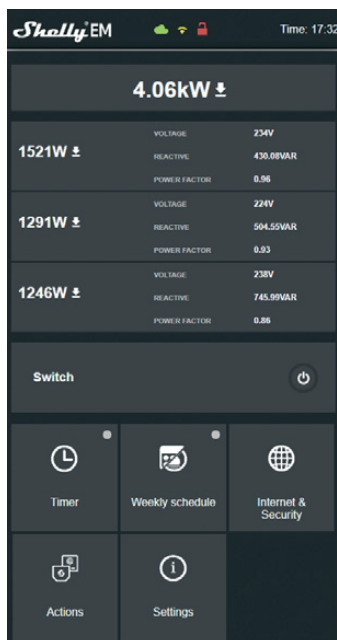 Shelly EM
Time: 17:32
4.06kW
1521W
VOLTAGE 234V
REACTIVE 430.08VAR
POWER FACTOR 0.96
1291W
VOLTAGE 224V
REACTIVE 504.55VAR
POWER FACTOR 0.93
1246W
VOLTAGE 238V
REACTIVE 745.99VAR
POWER FACTOR 0.86
Switch
Timer
Weekly schedule
Internet &
Security
Actions
Settings